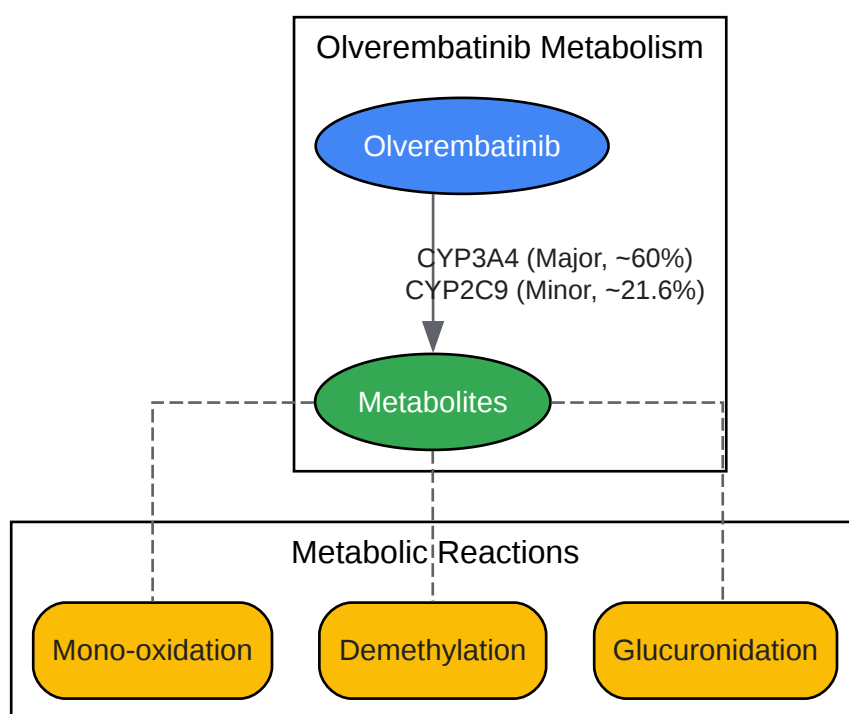 Olverembatinib Metabolism
Olverembatinib
CYP3A4 (Major, ~60%)
CYP2C9 (Minor, ~21.6%)
Metabolites
Metabolic Reactions
Mono-oxidation
Demethylation
Glucuronidation